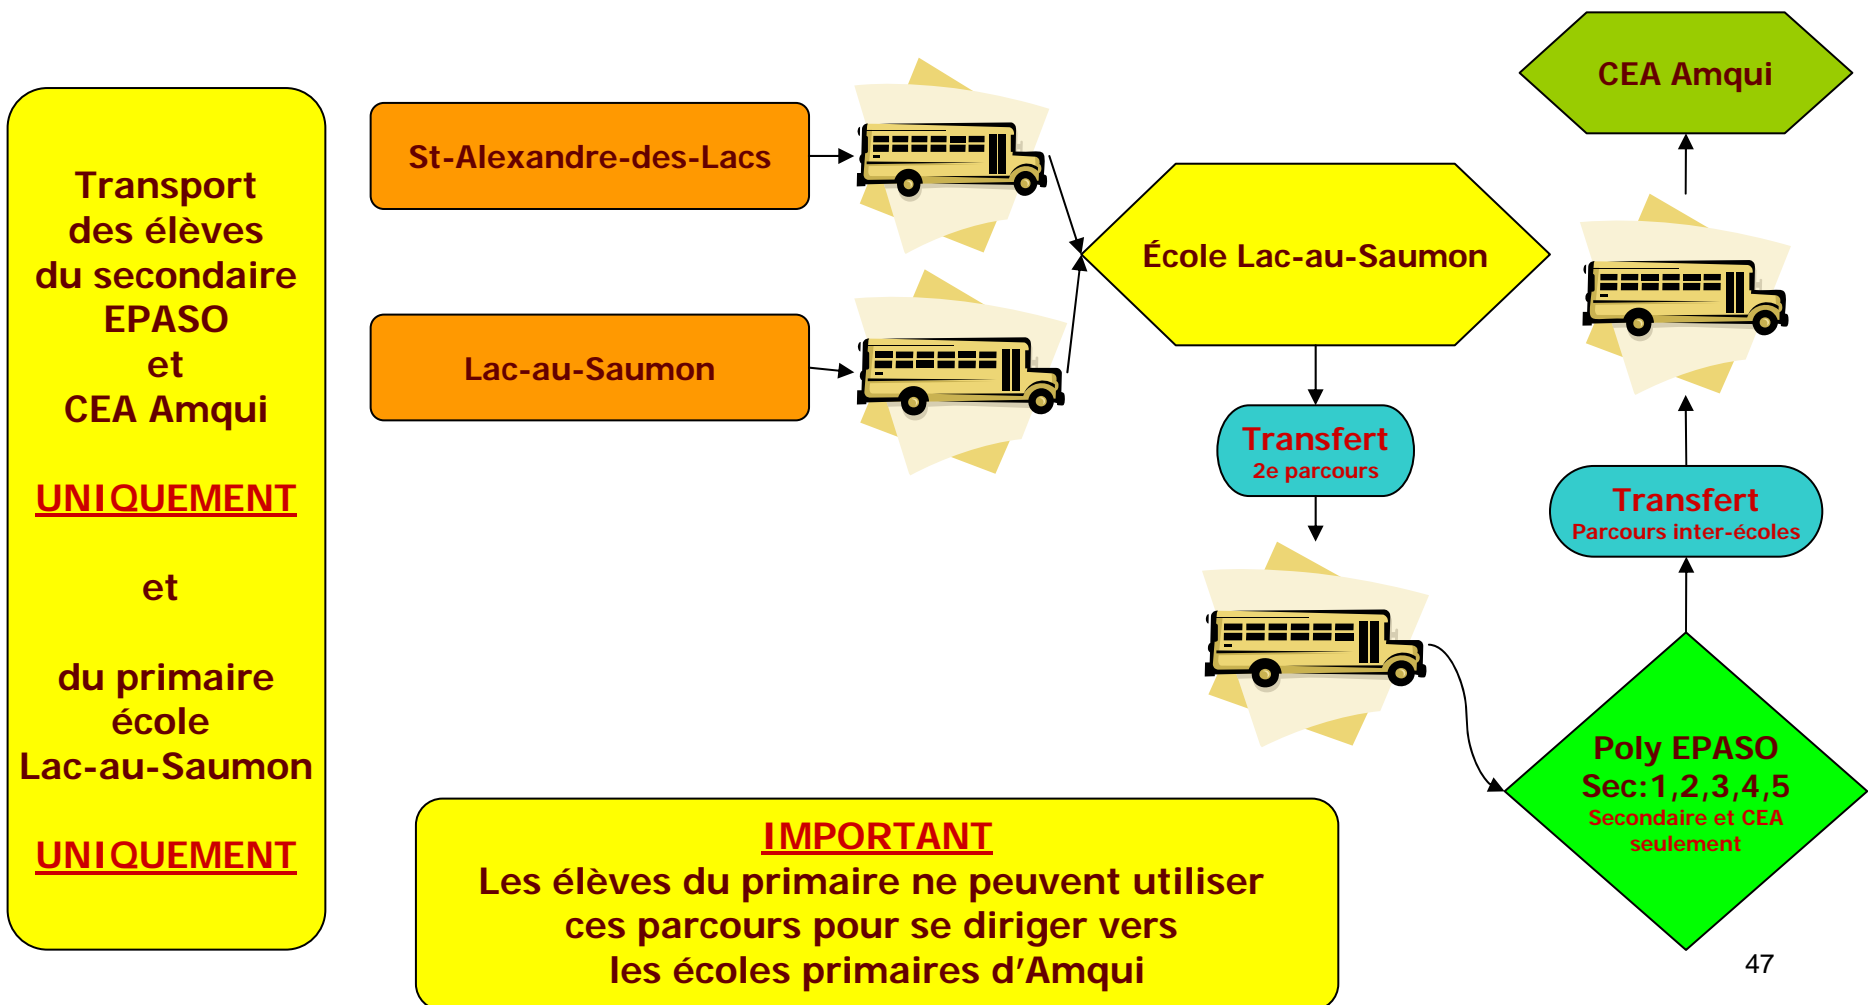 Transport
des élèves
du secondaire
EPASO
et
CEA Amqui
UNIQUEMENT
et
du primaire
école
Lac-au-Saumon
UNIQUEMENT
St-Alexandre-des-Lacs
Lac-au-Saumon
École Lac-au-Saumon
Transfert
2e parcours
CEA Amqui
Transfert
Parcours inter-écoles
Poly EPASO
Sec:1,2,3,4,5
Secondaire et CEA
seulement
IMPORTANT
Les élèves du primaire ne peuvent utiliser
ces parcours pour se diriger vers
les écoles primaires d’Amqui
47